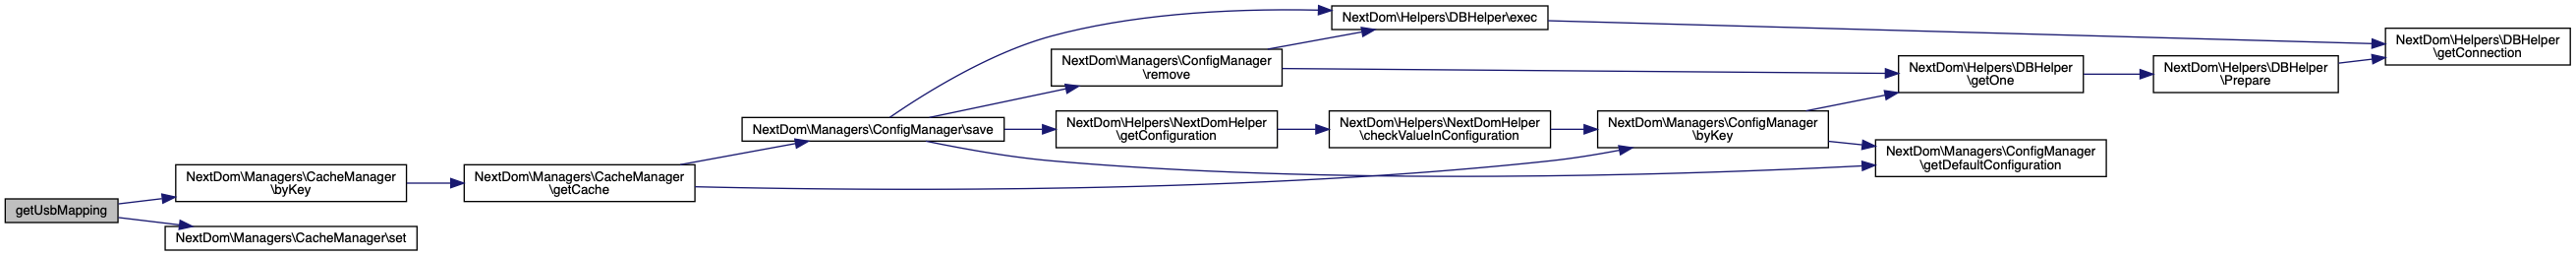 getUsbMapping
NextDom\Managers\CacheManager
\byKey
NextDom\Managers\CacheManager\set
NextDom\Managers\CacheManager
\getCache
NextDom\Managers\ConfigManager\save
NextDom\Helpers\DBHelper\exec
NextDom\Managers\ConfigManager
\remove
NextDom\Helpers\NextDomHelper
\getConfiguration
NextDom\Helpers\NextDomHelper
\checkValueInConfiguration
NextDom\Managers\ConfigManager
\byKey
NextDom\Helpers\DBHelper
\getOne
NextDom\Managers\ConfigManager
\getDefaultConfiguration
NextDom\Helpers\DBHelper
\Prepare
NextDom\Helpers\DBHelper
\getConnection